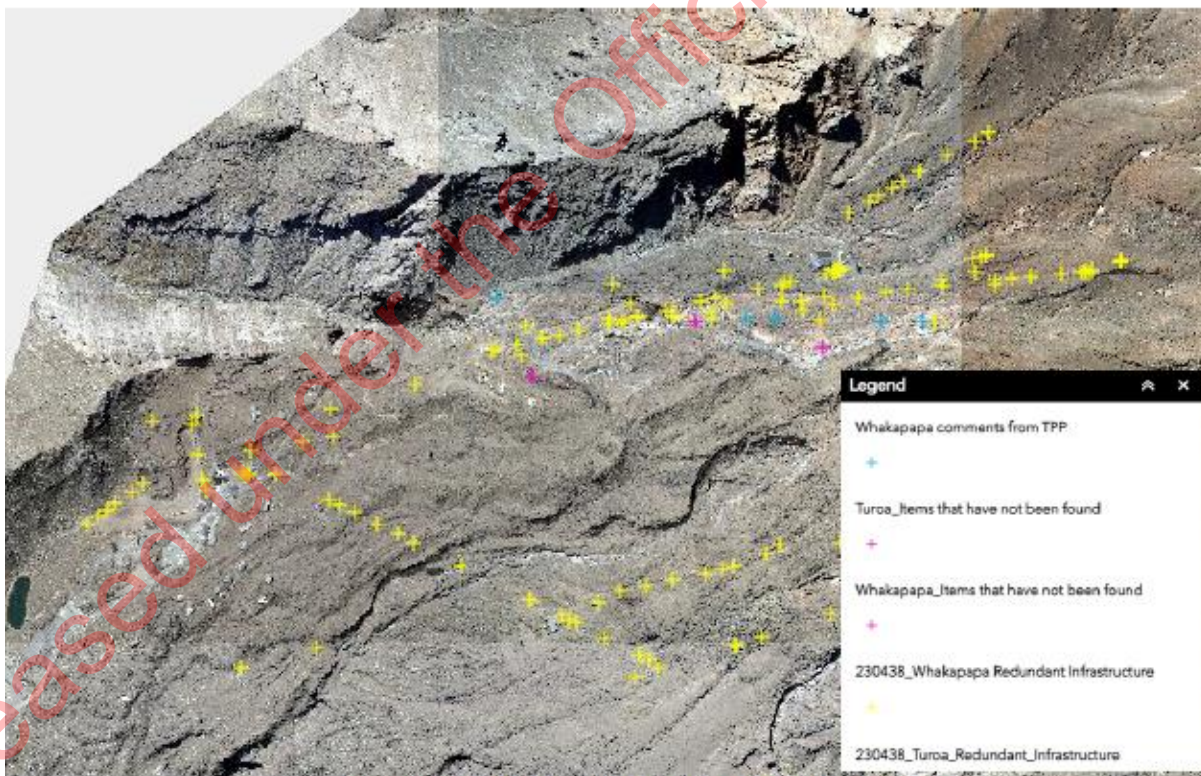 eased under the Offic
Legend
Whakapapa comments from TPP
Turoa_Items that have not been found
Whakapapa_Items that have not been found
230438_Whakapapa Redundant Infrastructure
230438_Turoa_Redundant_Infrastructure